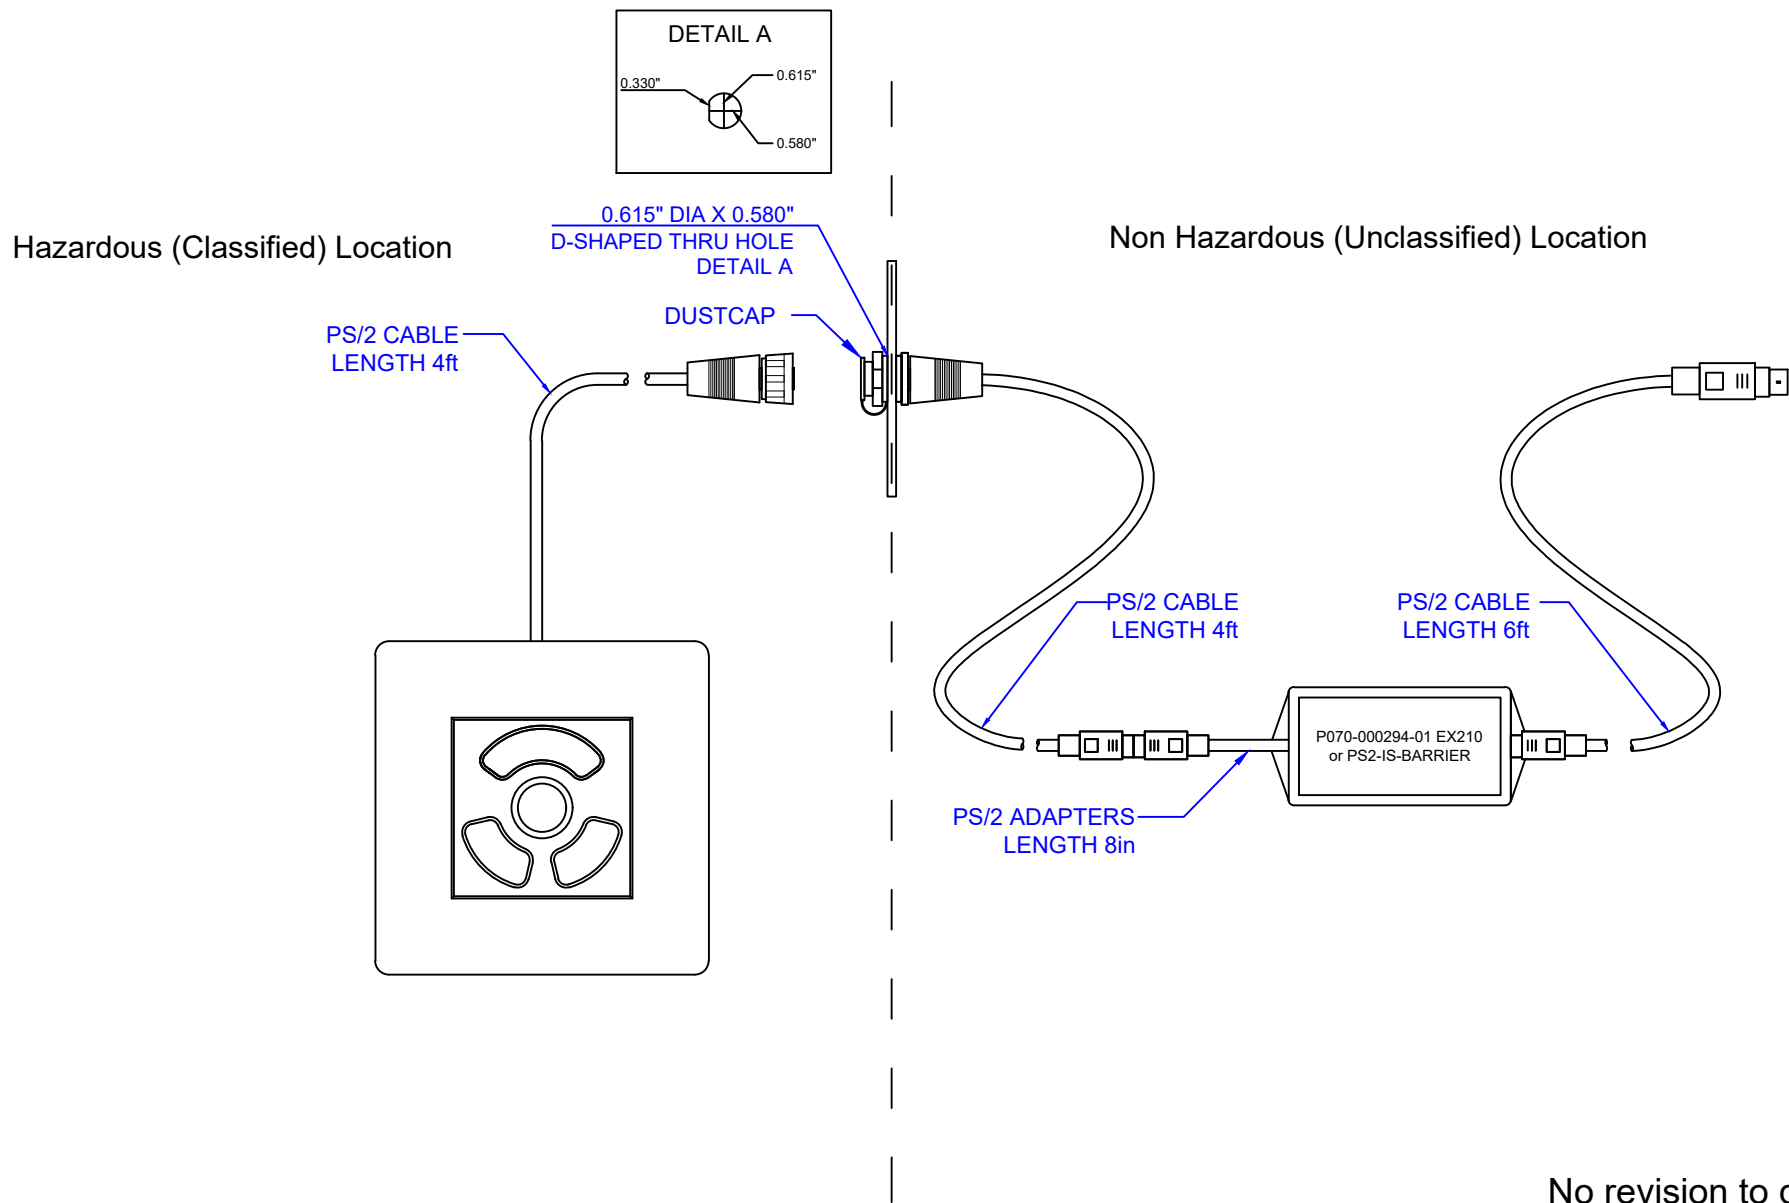 DETAIL A
0.330"
0.615"
0.580"
0.615" DIA X 0.580"
D-SHAPED THRU HOLE
DETAIL A
Hazardous (Classified) Location
Non Hazardous (Unclassified) Location
DUSTCAP
PS/2 CABLE
LENGTH 4ft
PS/2 CABLE
LENGTH 4ft
PS/2 CABLE
LENGTH 6ft
P070-000294-01 EX210
or PS2-IS-BARRIER
PS/2 ADAPTERS
LENGTH 8in
No revision to